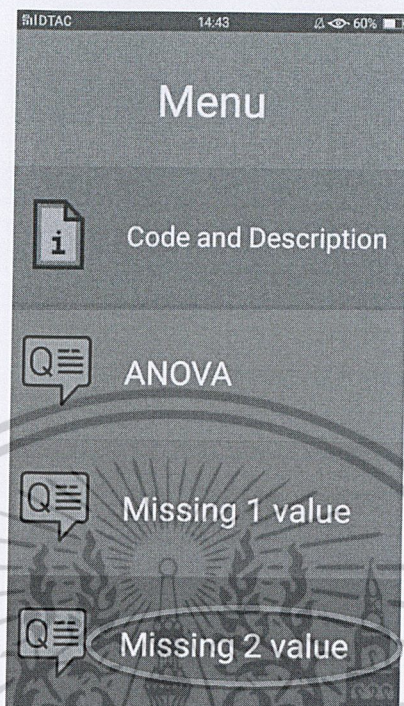 DTAC 14:43 60%
Menu
i Code and Description
Q ANOVA
Q Missing 1 value
Q Missing 2 value